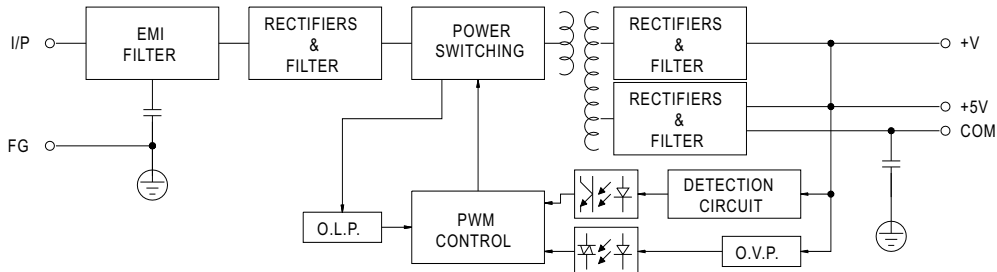 I/P
EMI
FILTER
RECTIFIERS
&
FILTER
POWER
SWITCHING
RECTIFIERS
&
FILTER
+V
RECTIFIERS
&
FILTER
+5V
COM
FG
O.L.P.
PWM
CONTROL
DETECTION
CIRCUIT
O.V.P.